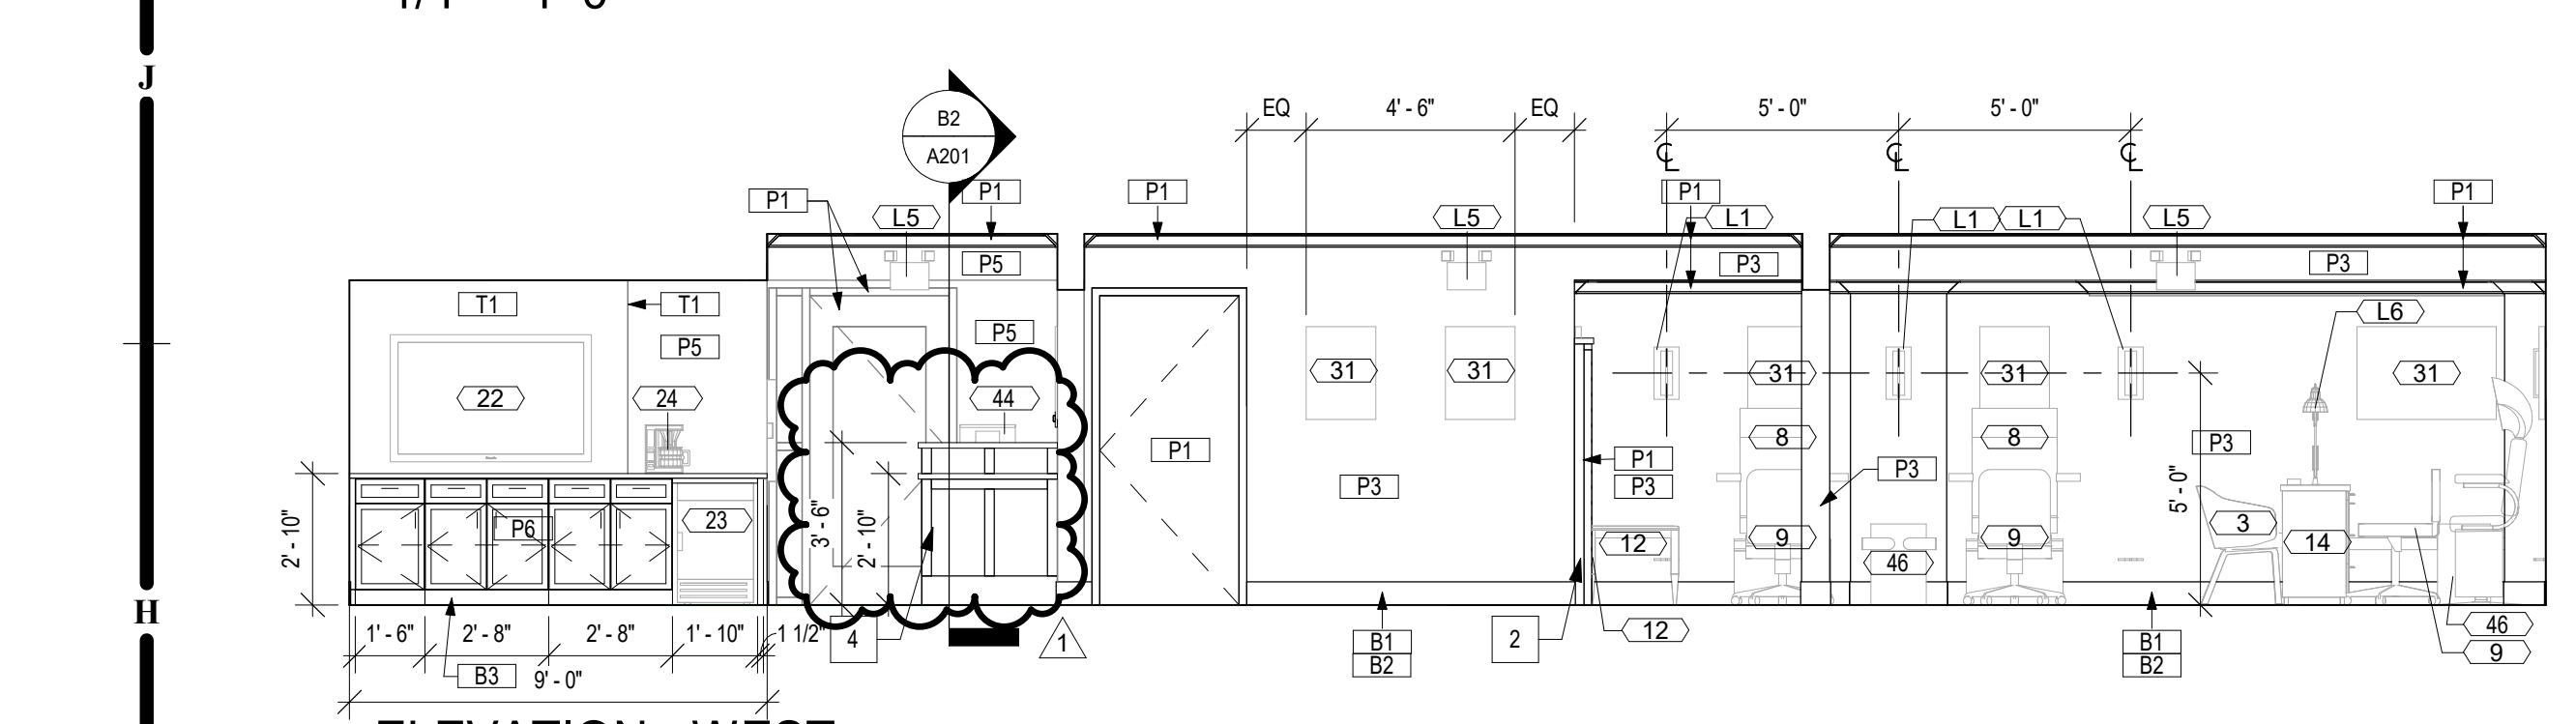 J
B2
A201
EQ 4' - 6" EQ 5' - 0" 5' - 0"
℄ ℄ ℄
P1 P1 P1 P1 P1
L5 L5 L1 L1 L1 L5
P5 P3 P3
T1 T1 P5 L6
P5
22 24 44 31 31 31 31 31
8 8
P1 P1 P3
P3 P3 P3
2' - 10" P6 23 3' - 6" 2' - 10" 5' - 0"
12 9 46 9 3 14
H
1' - 6" 2' - 8" 2' - 8" 1' - 10" 1 1/2" 4 1 B1 2 12 B1 46
B2 B2 9
B3 9' - 0"
ELEVATION - WEST